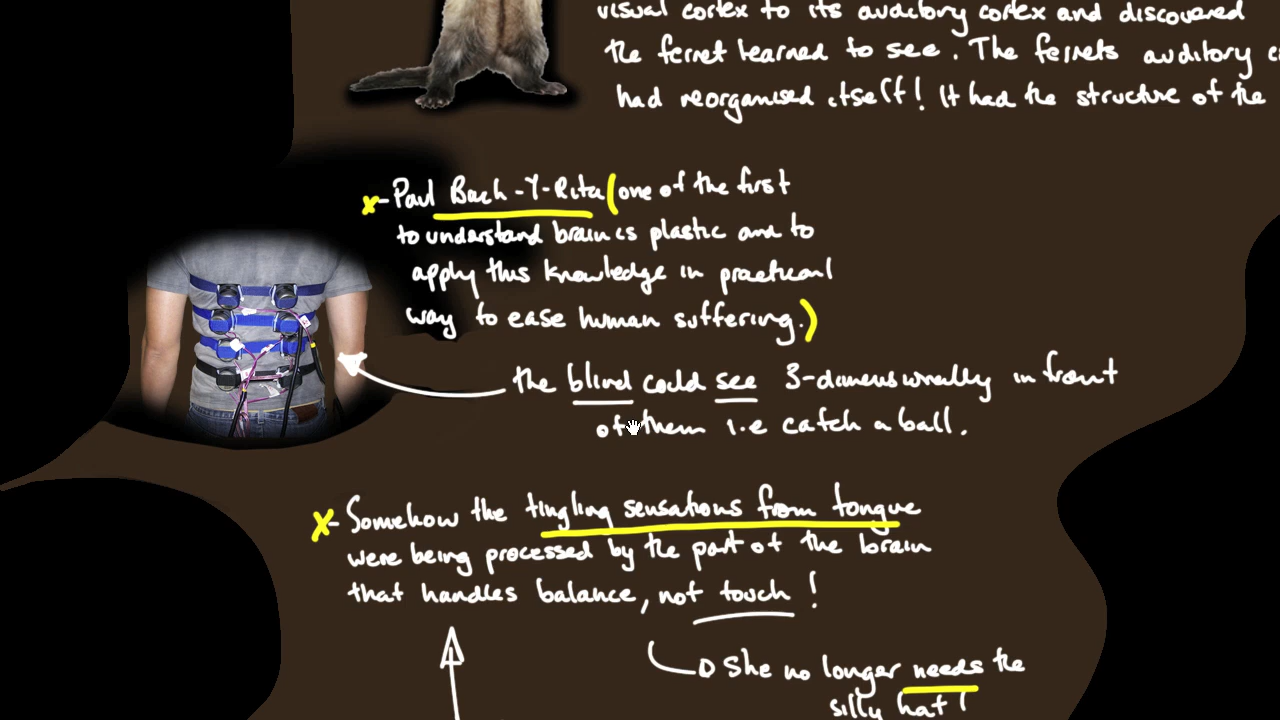 visual cortex to its auditory cortex and discovered
the ferret learned to see. The ferrets auditory
had reorganised itself! It had the structure of the
x- Paul Bach-Y-Rita (one of the first
to understand brain is plastic and to
apply this knowledge in practical
way to ease human suffering.)
the blind could see 3-dimensionally in front
of them i.e catch a ball.
x- Somehow the tingling sensations from tongue
were being processed by the part of the brain
that handles balance, not touch!
She no longer needs the
silly hat!